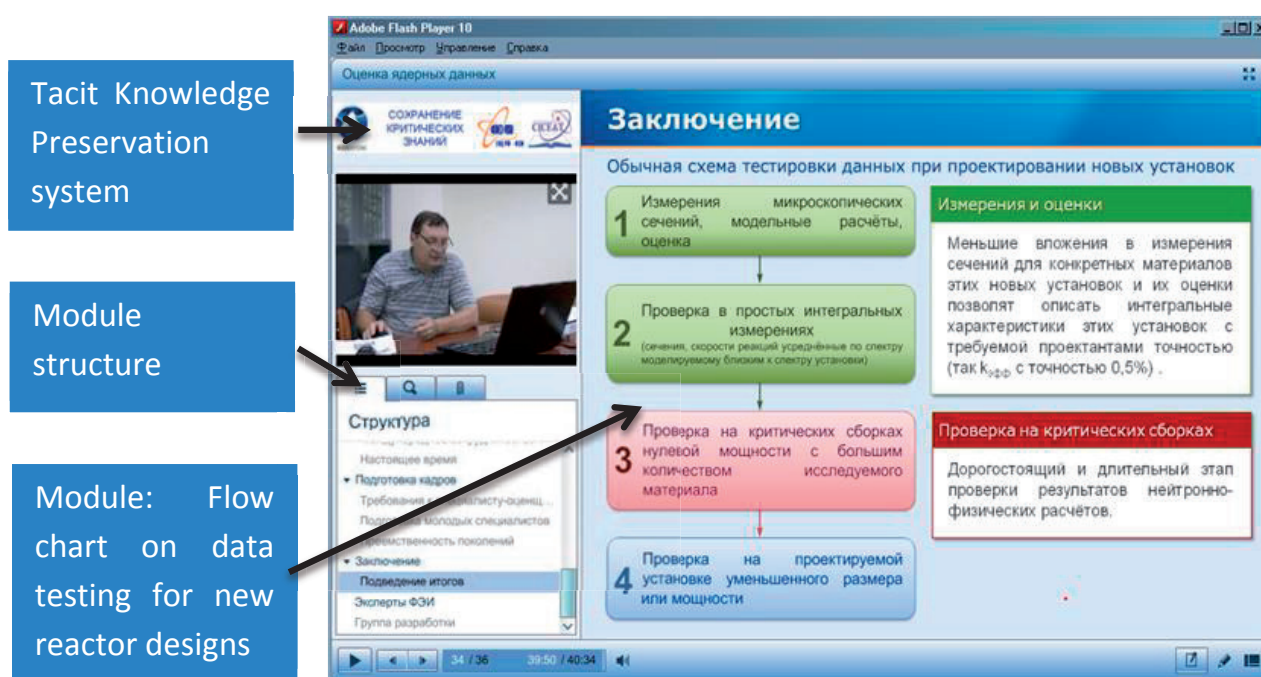 Tacit Knowledge
Preservation
system
Module
structure
Module: Flow
chart on data
testing for new
reactor designs
Adobe Flash Player 10
Файл Просмотр Управление Справка
Оценка ядерных данных
СОХРАНЕНИЕ
КРИТИЧЕСКИХ
ЗНАНИЙ
Структура
Настоящее время
Подготовка кадров
Требования к
Подготовка молодых специалистов
поколений
Заключение
Подведение итогов
Эксперты ФЭИ
Группа разработки
34 / 36 39:50 / 40:34
Заключение
Обычная схема тестировки данных при проектировании новых установок
1
Измерения микроскопических
сечений, модельные расчёты,
оценка
2
Проверка в простых интегральных
измерениях
(сечения, скорости реакций усреднённые по спектру
моделируемому близким к спектру установки)
3
Проверка на критических сборках
нулевой мощности с большим
количеством исследуемого
материала
4
Проверка на проектируемой
установке уменьшенного размера
или мощности
Измерения и оценки
Меньшие вложения в измерения
сечений для конкретных материалов
этих новых установок и их оценки
позволят описать интегральные
характеристики этих установок с
требуемой проектантами точностью
(так kэфф с точностью 0,5%) .
Проверка на критических сборках
Дорогостоящий и длительный этап
проверки результатов нейтронно-
физических расчётов.